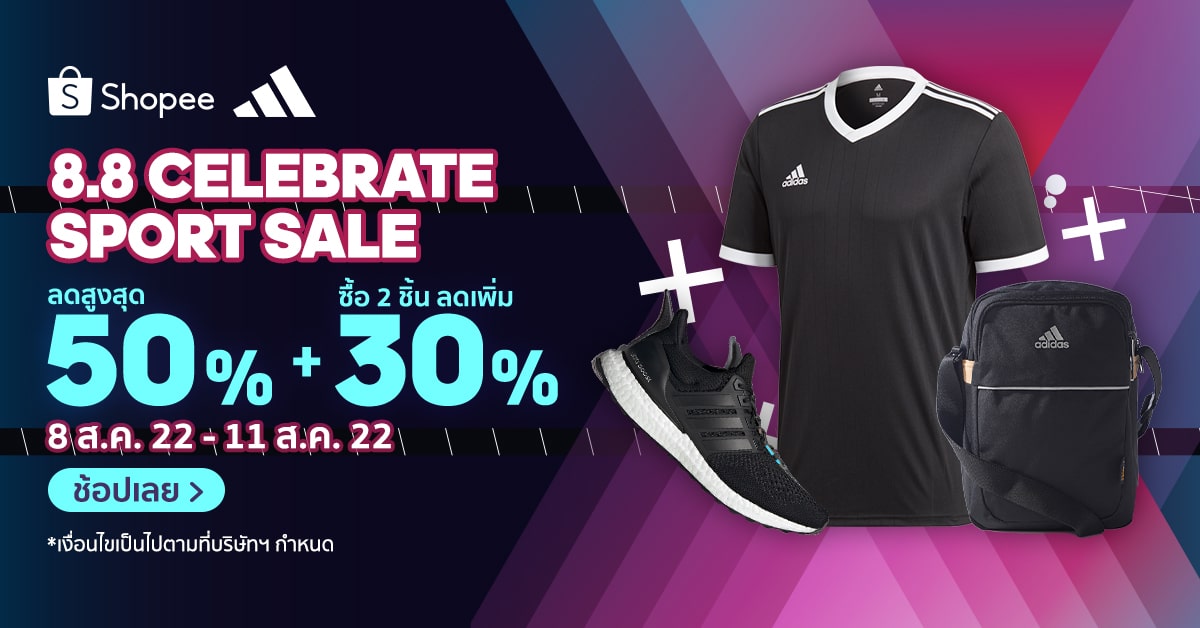 Shopee
8.8 CELEBRATE
SPORT SALE
ลดสูงสุด
50%
+
ซื้อ 2 ชิ้น ลดเพิ่ม
30%
8 ส.ค. 22 - 11 ส.ค. 22
ช้อปเลย >
*เงื่อนไขเป็นไปตามที่บริษัทฯ กำหนด
adidas
adidas